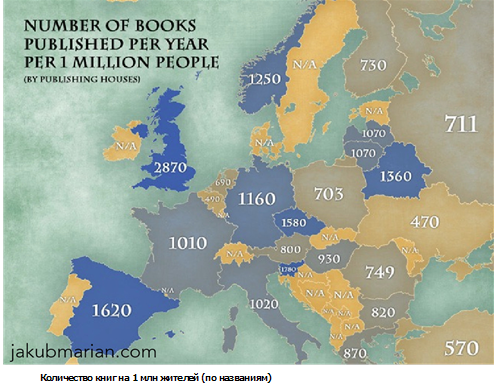 NUMBER OF BOOKS
PUBLISHED PER YEAR
PER 1 MILLION PEOPLE
(BY PUBLISHING HOUSES)
1250
730
N/A
N/A
N/A
N/A
2870
1070
1070
711
1360
690
490
N/A
1160
703
1580
470
N/A
1010
800
930
N/A
N/A
1780
N/A
749
N/A
N/A
N/A
N/A
N/A
1620
1020
N/A
820
870
570
jakubmarian.com
Количество книг на 1 млн жителей (по названиям)